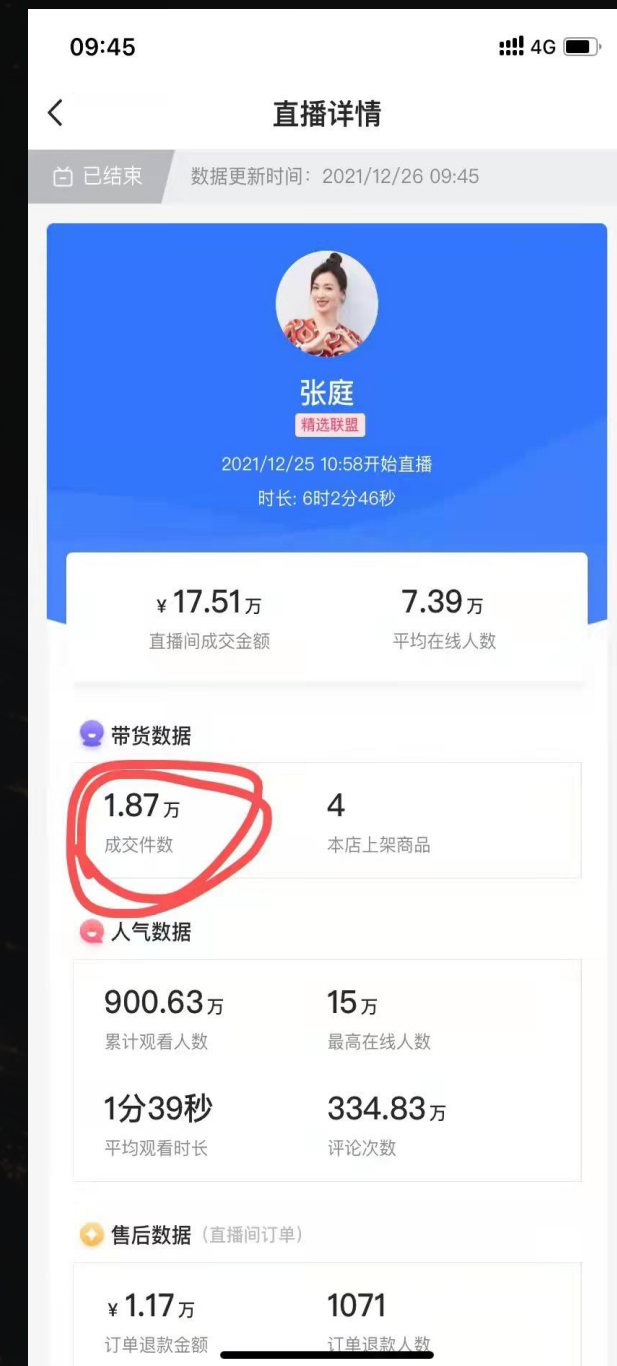 09:45 4G
直播详情
已结束 数据更新时间：2021/12/26 09:45
张庭
精选联盟
2021/12/25 10:58开始直播
时长: 6时2分46秒
¥17.51万 7.39万
直播间成交金额 平均在线人数
带货数据
1.87万 4
成交件数 本店上架商品
人气数据
900.63万 15万
累计观看人数 最高在线人数
1分39秒 334.83万
平均观看时长 评论次数
售后数据（直播间订单）
¥1.17万 1071
订单退款金额 订单退款人数